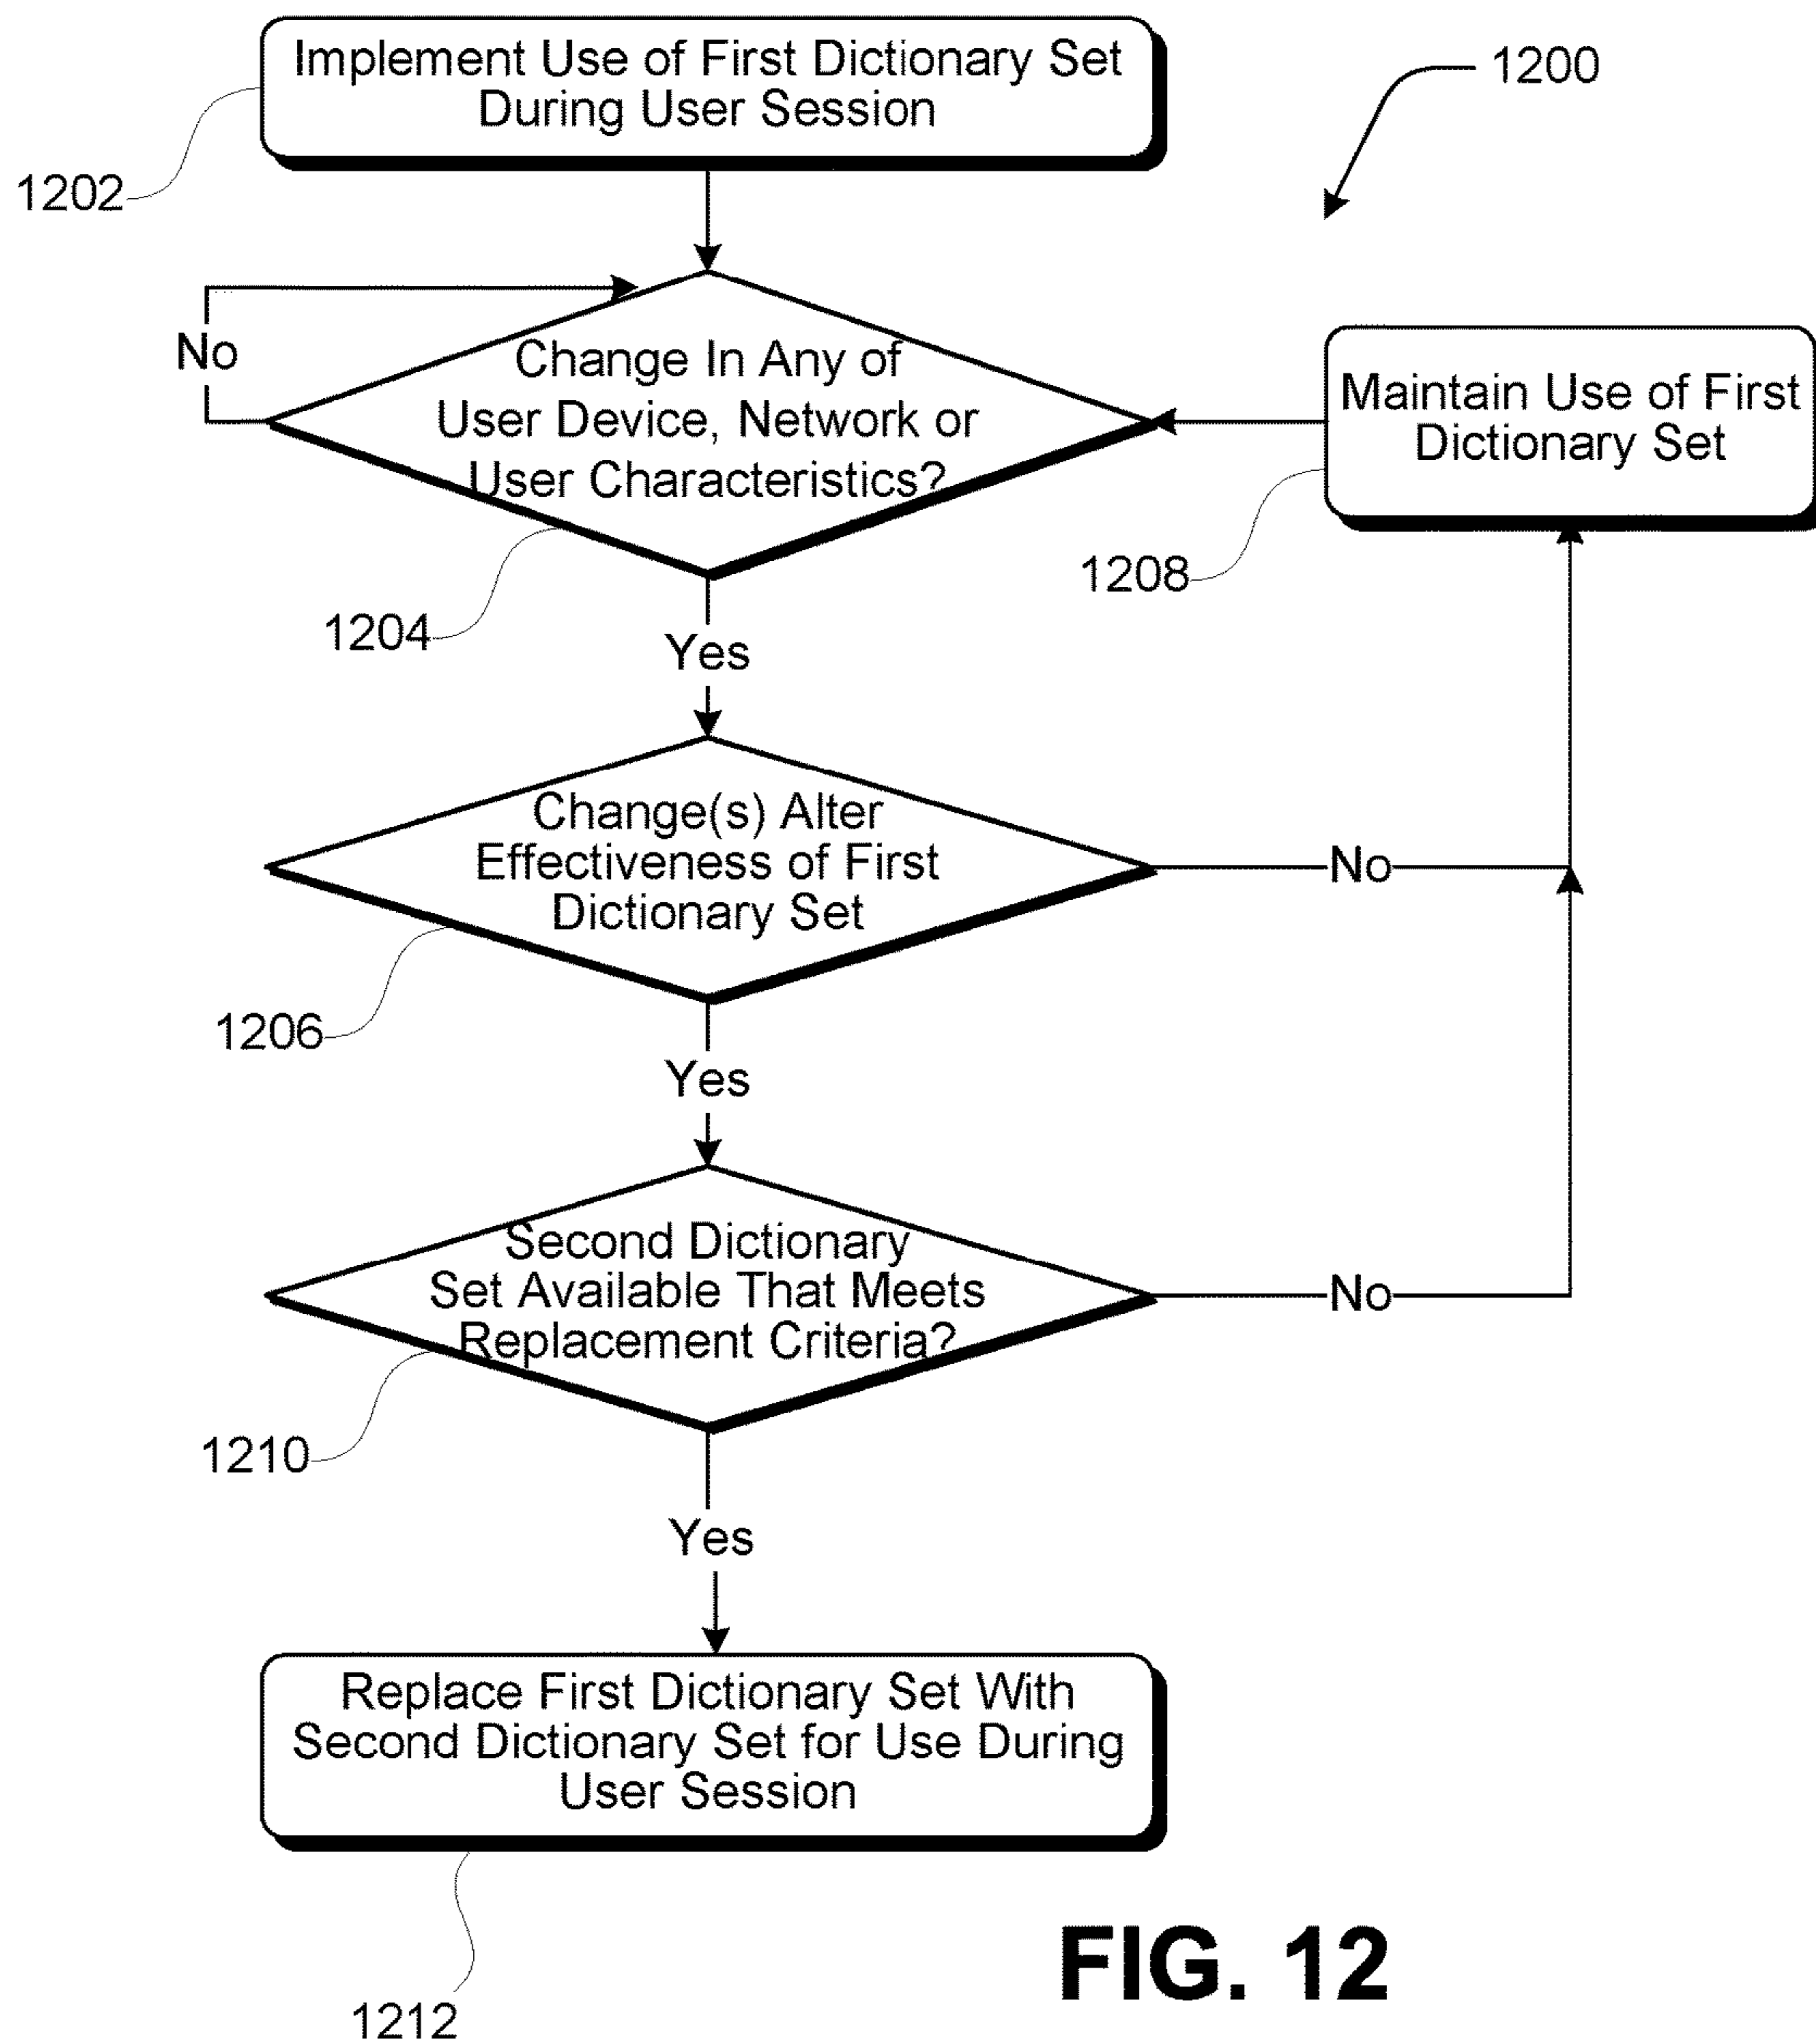 Implement Use of First Dictionary Set
During User Session
1200
1202
No
Change In Any of
User Device, Network or
User Characteristics?
Maintain Use of First
Dictionary Set
1208
1204
Yes
Change(s) Alter
Effectiveness of First
Dictionary Set
No
1206
Yes
Second Dictionary
Set Available That Meets
Replacement Criteria?
No
1210
Yes
Replace First Dictionary Set With
Second Dictionary Set for Use During
User Session
1212
FIG. 12